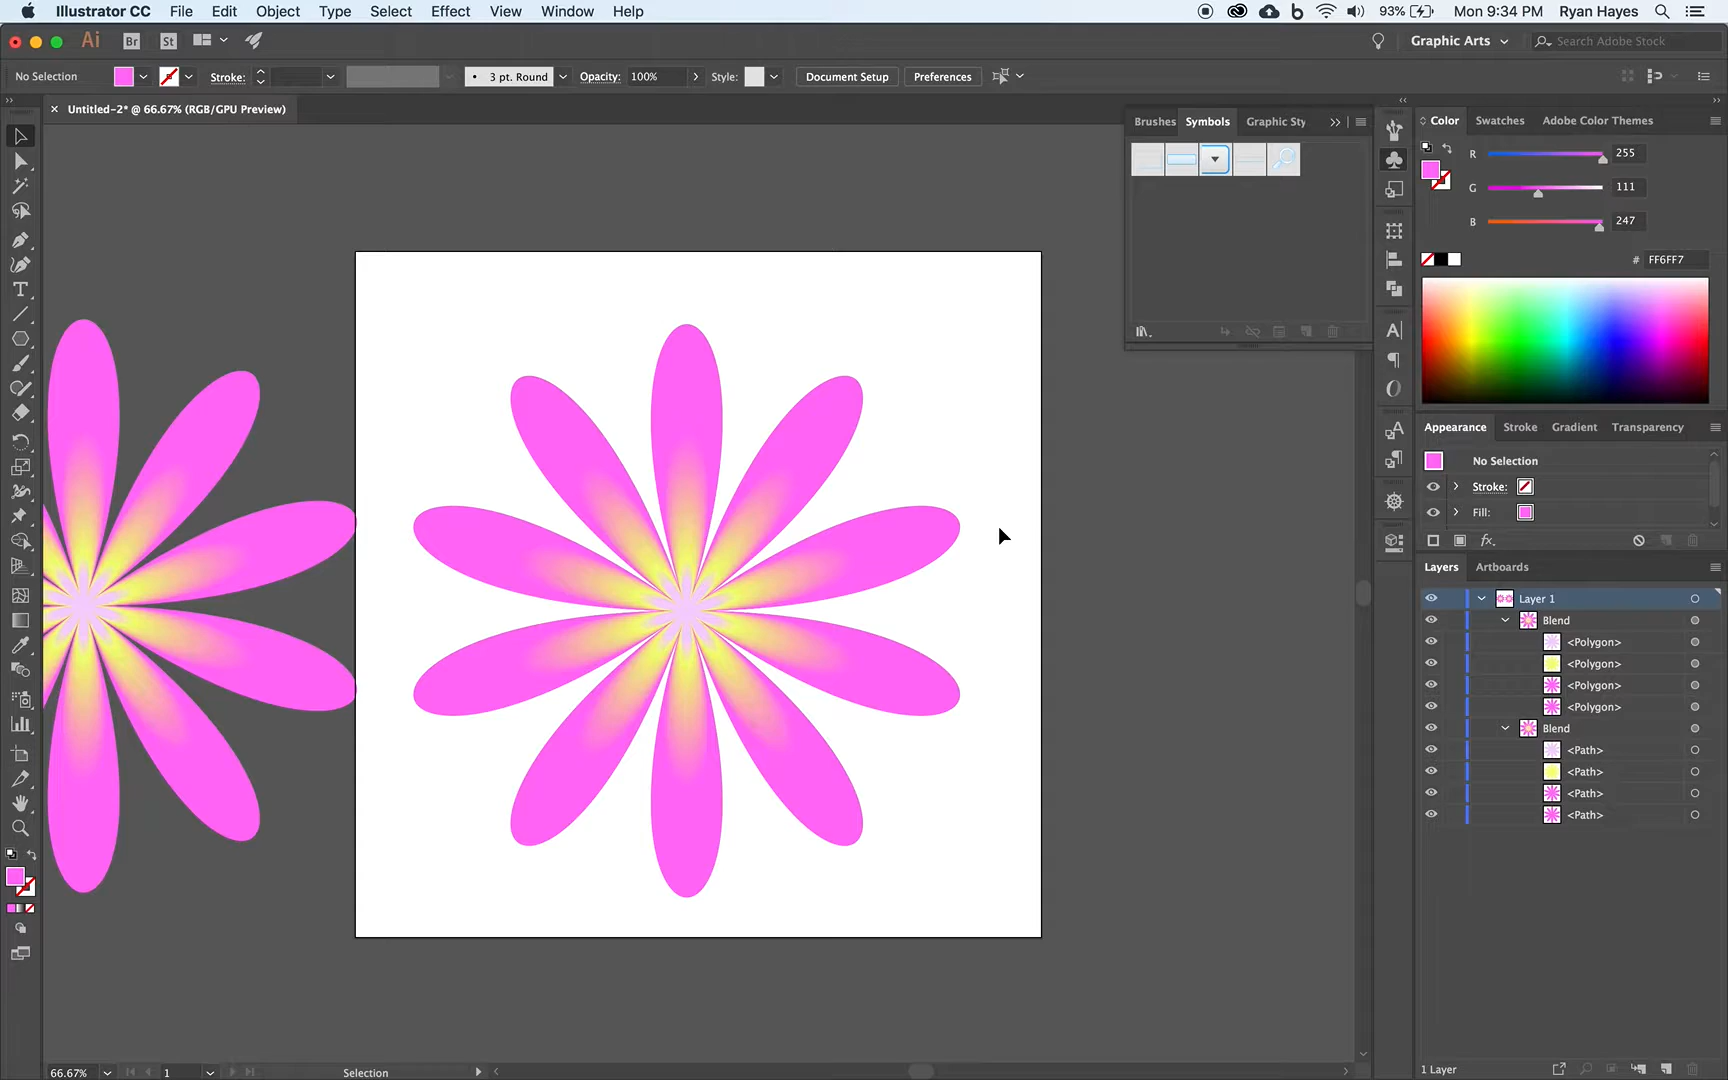 Illustrator CC File Edit Object Type Select Effect View Window Help 93% Mon 9:34 PM Ryan Hayes
Ai Br St Graphic Arts Search Adobe Stock
No Selection Stroke: 3 pt. Round Opacity: 100% Style: Document Setup Preferences
× Untitled-2* @ 66.67% (RGB/GPU Preview)
Brushes Symbols Graphic Sty
Color Swatches Adobe Color Themes
R 255
G 111
B 247
# FF6FF7
Appearance Stroke Gradient Transparency
No Selection
Stroke:
Fill:
fx.
Layers Artboards
Layer 1
Blend
<Polygon>
<Polygon>
<Polygon>
<Polygon>
Blend
<Path>
<Path>
<Path>
<Path>
66.67% 1 Selection
1 Layer